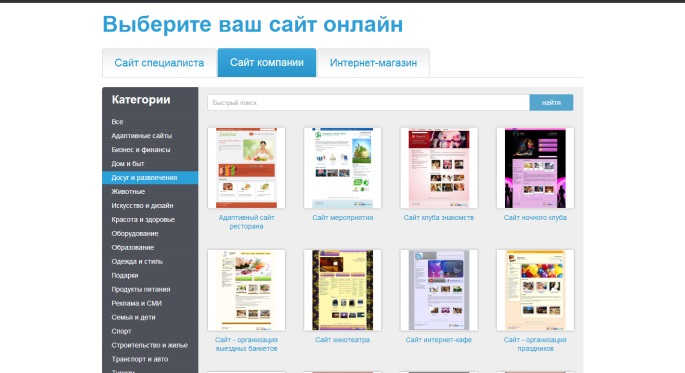 Выберите ваш сайт онлайн
Сайт специалиста
Сайт компании
Интернет-магазин
Категории
Быстрый поиск
найти
Все
Адаптивные сайты
Бизнес и финансы
Дом и быт
Досуг и развлечения
Животные
Искусство и дизайн
Красота и здоровье
Оборудование
Образование
Одежда и стиль
Подарки
Продукты питания
Реклама и СМИ
Семья и дети
Спорт
Строительство и жилье
Транспорт и авто
Туризм
Адаптивный сайт
ресторана
Сайт мероприятия
Сайт клуба знакомств
Сайт ночного клуба
Сайт - организация
выездных банкетов
Сайт кинотеатра
Сайт интернет-кафе
Сайт - организация
праздников